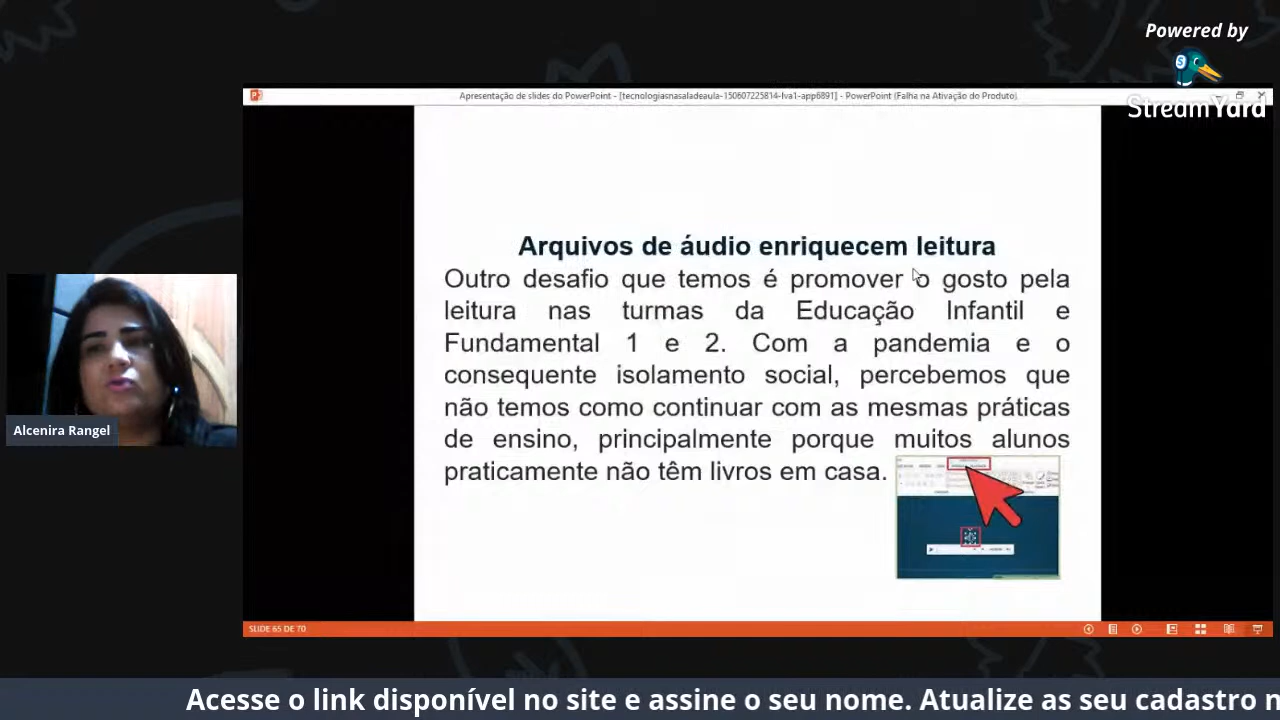 Powered by
StreamYard
Apresentação de slides do PowerPoint - [tecnologiasnasaladeaula-150607225814-lva1-app6891] - PowerPoint (Falha na Ativação do Produto)
Arquivos de áudio enriquecem leitura
Outro desafio que temos é promover o gosto pela
leitura nas turmas da Educação Infantil e
Fundamental 1 e 2. Com a pandemia e o
consequente isolamento social, percebemos que
não temos como continuar com as mesmas práticas
de ensino, principalmente porque muitos alunos
praticamente não têm livros em casa.
Alcenira Rangel
SLIDE 65 DE 70
Acesse o link disponível no site e assine o seu nome. Atualize as seu cadastro